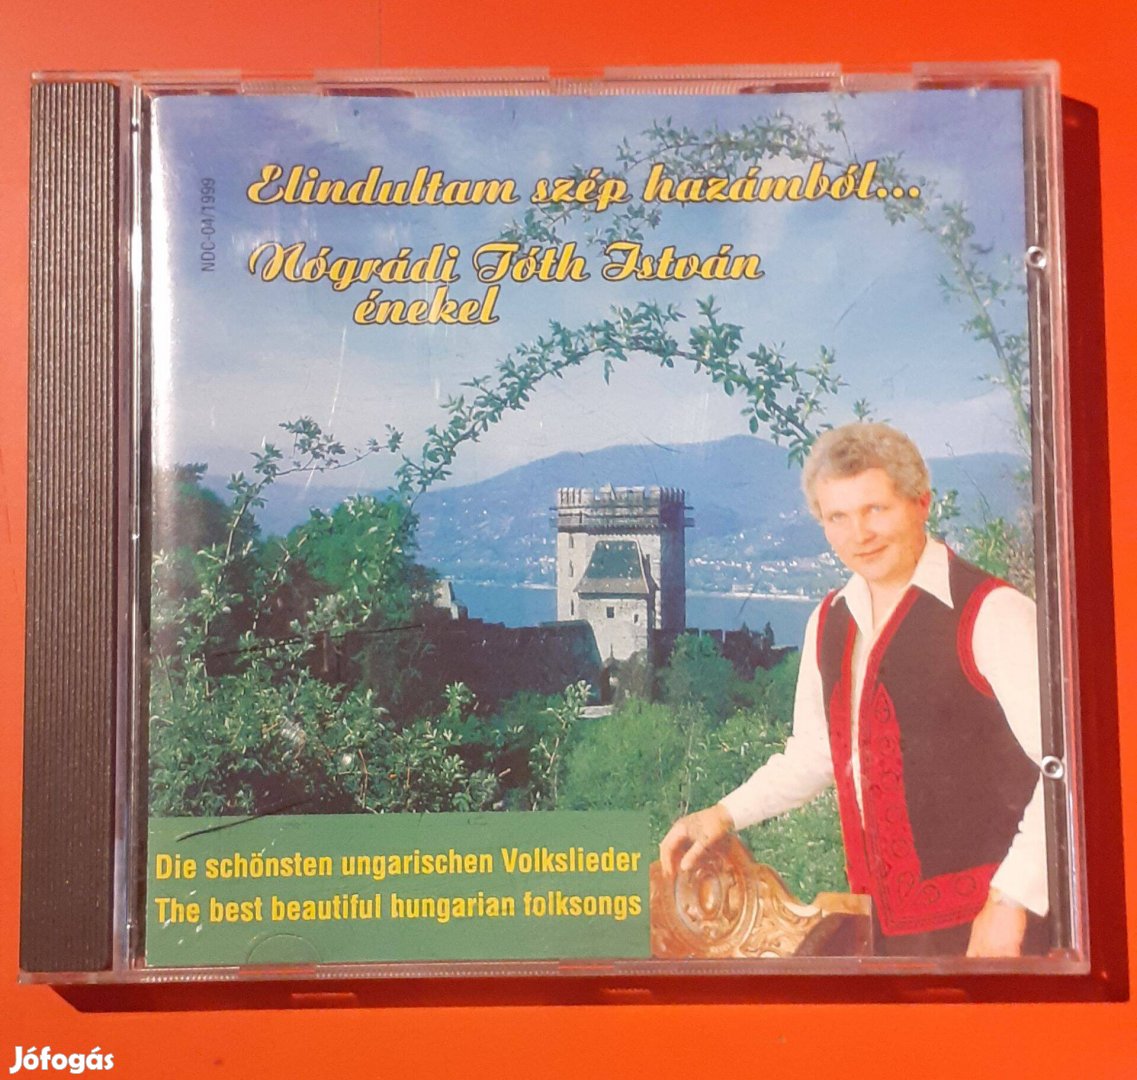 NDC-04/1999
Elindultam szép hazámból...
Nógrádi Tóth István
énekel
Die schönsten ungarischen Volkslieder
The best beautiful hungarian folksongs
Jófogás